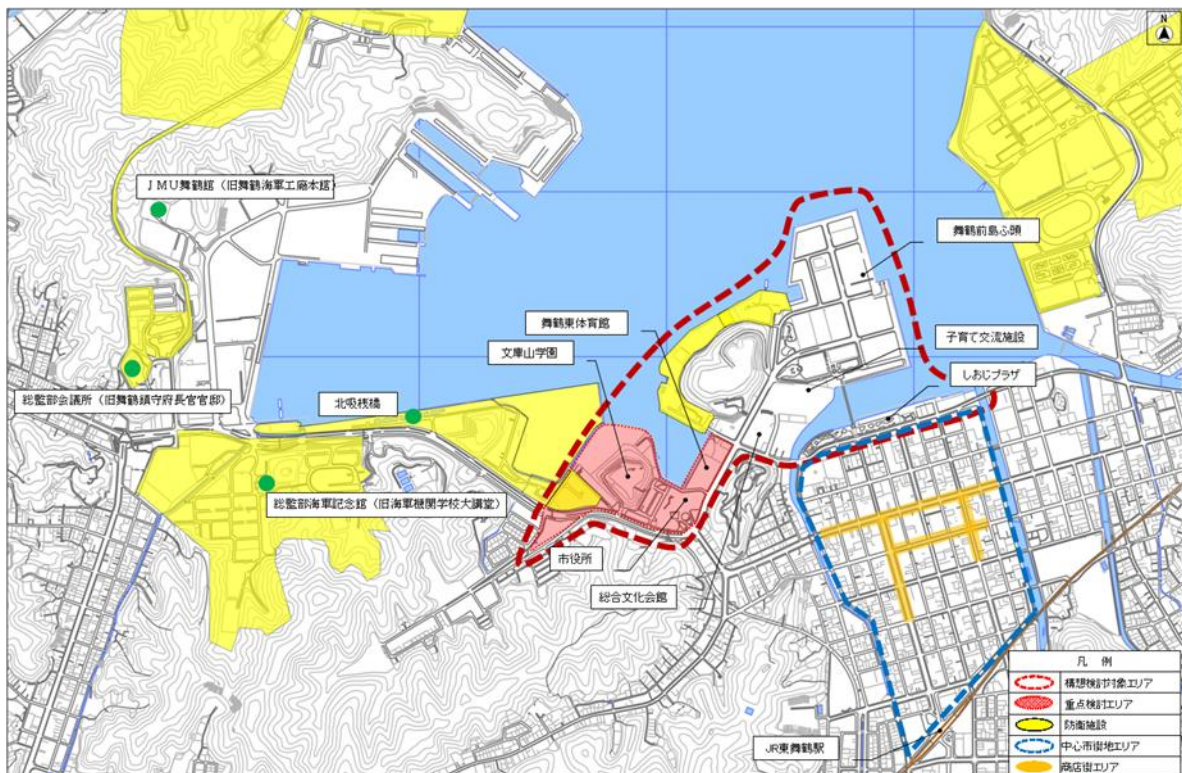 N
JMU舞鶴館（旧舞鶴海軍工廠本館）
舞鶴前島ふ頭
舞鶴東体育館
子育て交流施設
文庫山学園
しおじプラザ
総監部会議所（旧舞鶴鎮守府長官官邸）
北吸桟橋
総監部海軍記念館（旧海軍機関学校大講堂）
市役所
総合文化会館
JR東舞鶴駅
凡 例
構想検討対象エリア
重点検討エリア
防衛施設
中心市街地エリア
商店街エリア